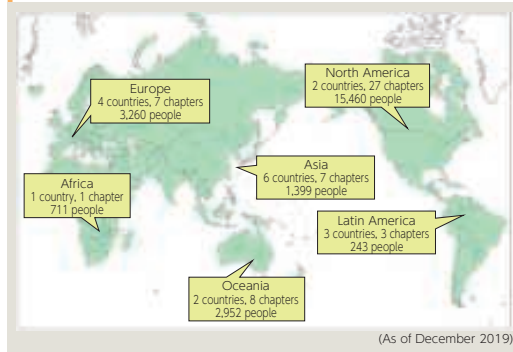 Europe
4 countries, 7 chapters
3,260 people
North America
2 countries, 27 chapters
15,460 people
Asia
6 countries, 7 chapters
1,399 people
Africa
1 country, 1 chapter
711 people
Latin America
3 countries, 3 chapters
243 people
Oceania
2 countries, 8 chapters
2,952 people
(As of December 2019)